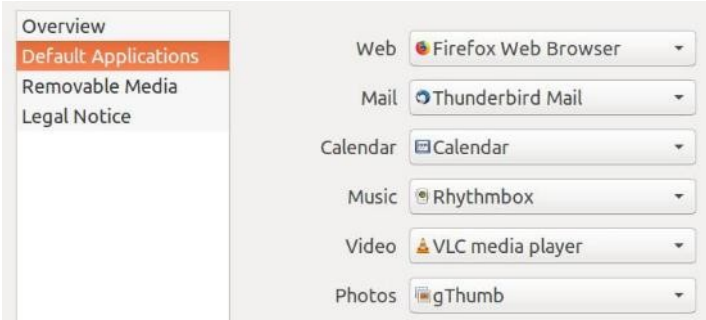 Overview
Default Applications
Removable Media
Legal Notice
Web Firefox Web Browser
Mail Thunderbird Mail
Calendar Calendar
Music Rhythmbox
Video VLC media player
Photos gThumb